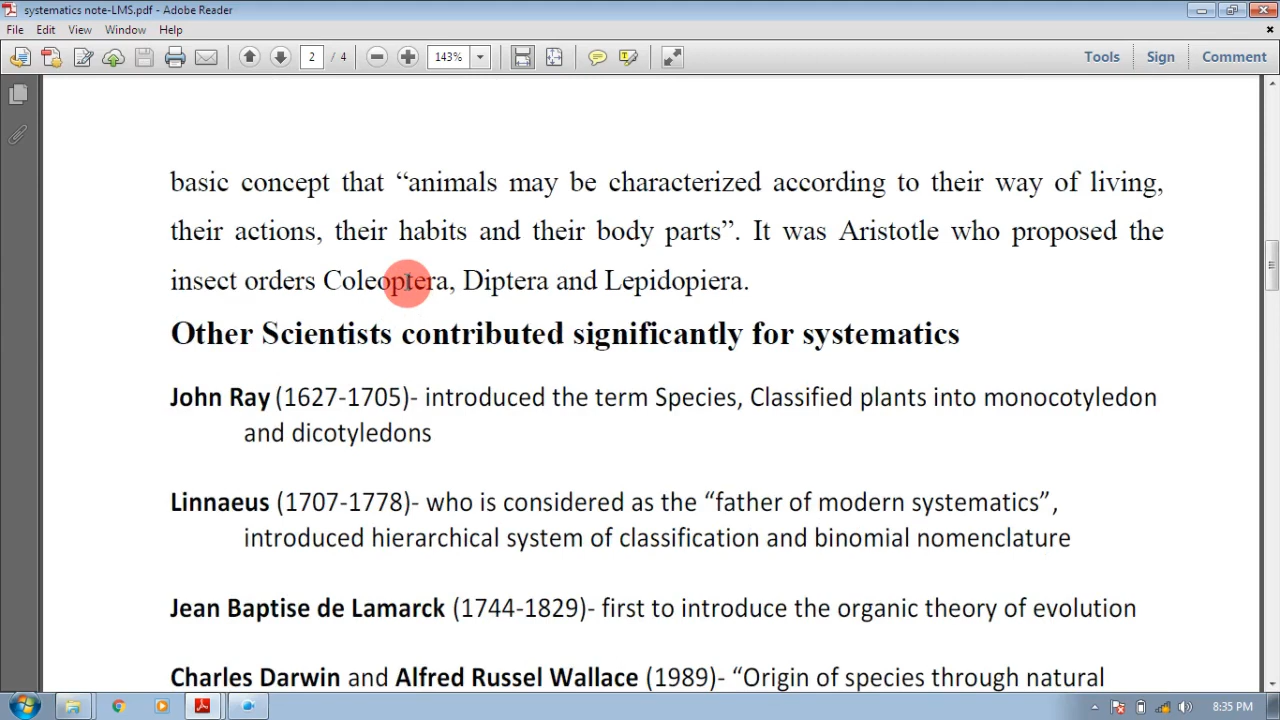 systematics note-LMS.pdf - Adobe Reader
File Edit View Window Help
2 / 4 143% Tools Sign Comment
basic concept that “animals may be characterized according to their way of living,
their actions, their habits and their body parts”. It was Aristotle who proposed the
insect orders Coleoptera, Diptera and Lepidopiera.
Other Scientists contributed significantly for systematics
John Ray (1627-1705)- introduced the term Species, Classified plants into monocotyledon
and dicotyledons
Linnaeus (1707-1778)- who is considered as the “father of modern systematics”,
introduced hierarchical system of classification and binomial nomenclature
Jean Baptise de Lamarck (1744-1829)- first to introduce the organic theory of evolution
Charles Darwin and Alfred Russel Wallace (1989)- “Origin of species through natural
8:35 PM